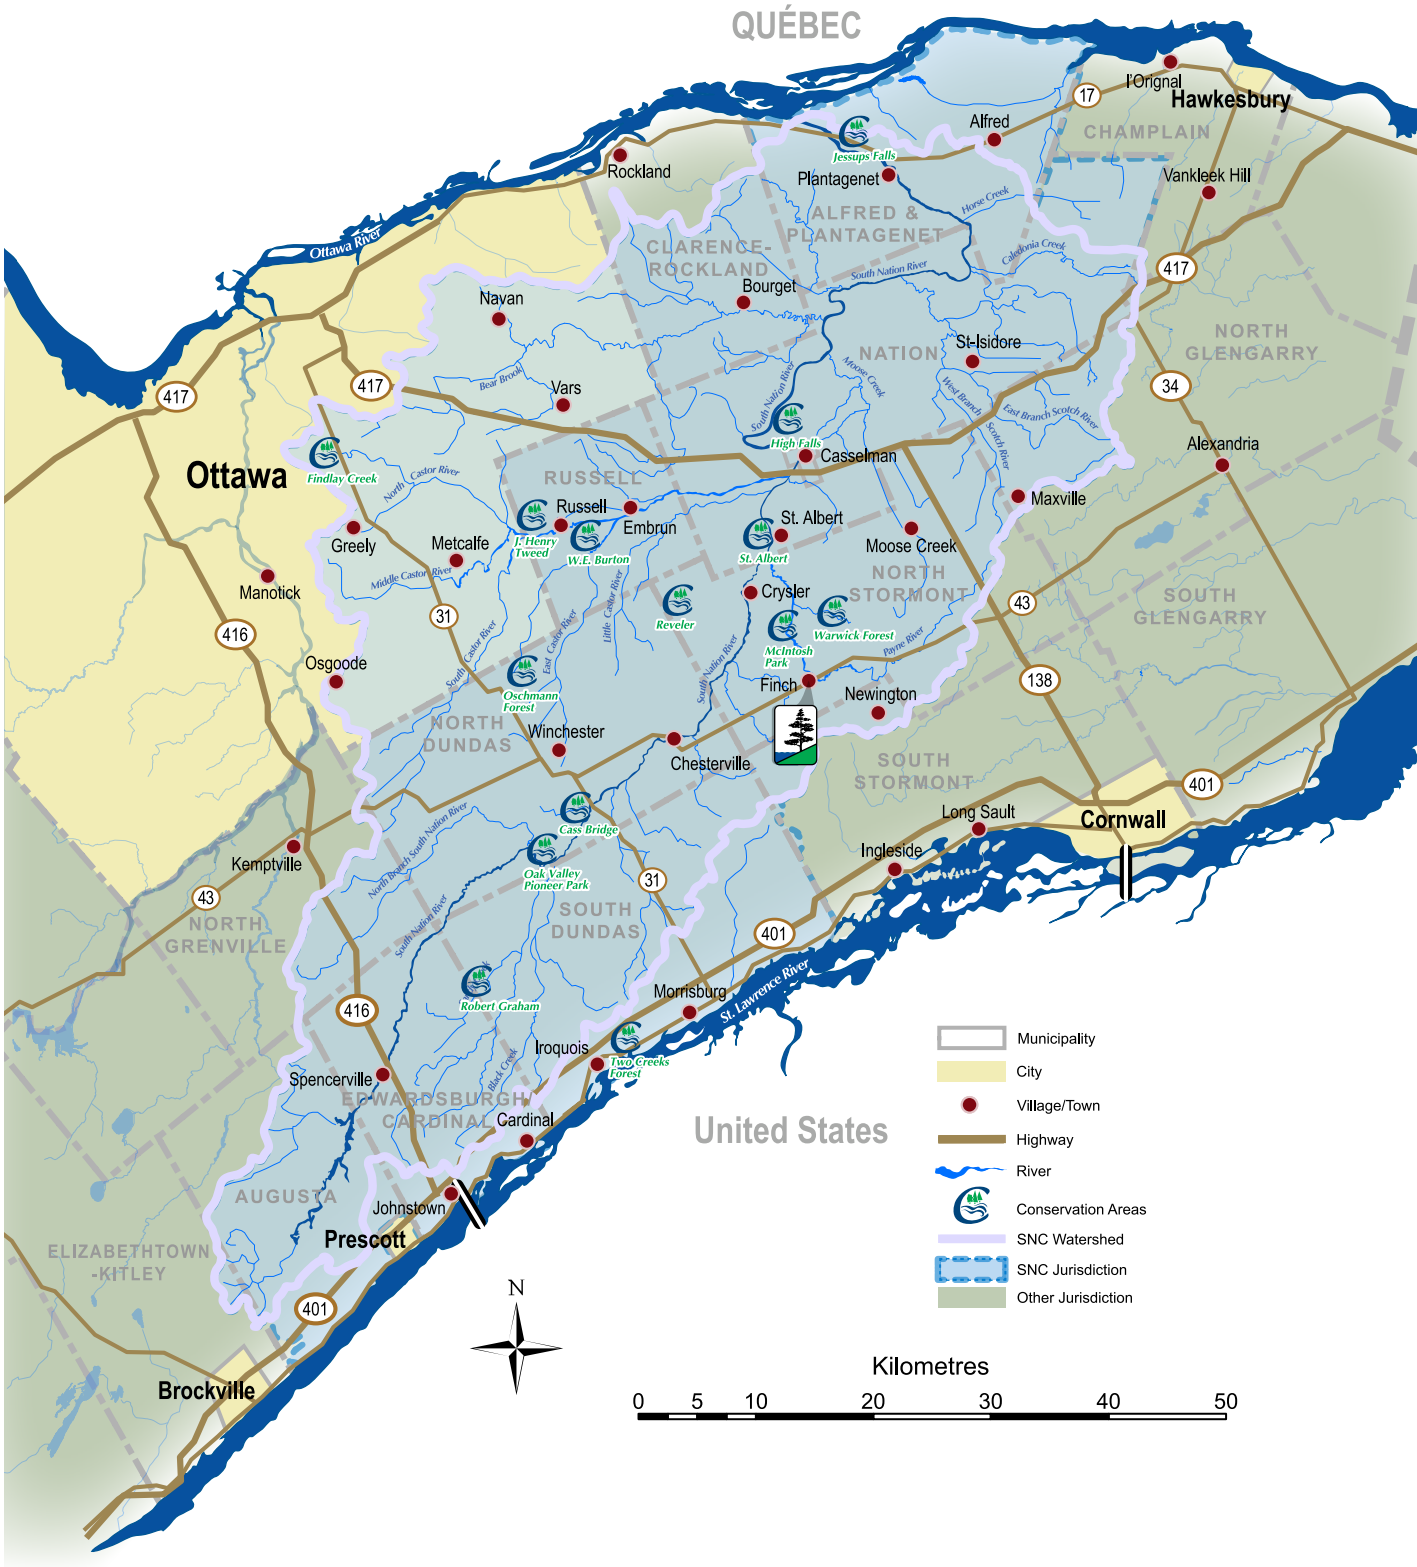 QUÉBEC
l'Orignal
Hawkesbury
17
Alfred
CHAMPLAIN
Jessups Falls
Rockland
Plantagenet
Vankleek Hill
Horse Creek
ALFRED &
PLANTAGENET
Ottawa River
CLARENCE-
ROCKLAND
Caledonia Creek
South Nation River
417
Bourget
Navan
NORTH
GLENGARRY
St-Isidore
NATION
Moose Creek
Bear Brook
417
417
Vars
34
South Nation River
West Branch
Scotch River
East Branch Scotch River
High Falls
Alexandria
Casselman
Ottawa
Findlay Creek
North Castor River
RUSSELL
Maxville
Russell
Embrun
St. Albert
Greely
J. Henry
Tweed
W.E. Burton
St. Albert
Moose Creek
Metcalfe
Middle Castor River
NORTH
STORMONT
Manotick
Crysler
43
SOUTH
GLENGARRY
31
Reveler
Little Castor River
416
Warwick Forest
McIntosh
Park
Payne River
South Castor River
East Castor River
South Nation River
Osgoode
Oschmann
Forest
Finch
Newington
138
NORTH
DUNDAS
Winchester
Chesterville
SOUTH
STORMONT
401
North Branch South Nation River
Cass Bridge
Long Sault
Cornwall
Kemptville
Oak Valley
Pioneer Park
Ingleside
31
43
NORTH
GRENVILLE
SOUTH
DUNDAS
South Nation River
401
Robert Graham
Morrisburg
St. Lawrence River
416
Iroquois
Two Creeks
Forest
Black Creek
Spencerville
EDWARDSBURGH/
CARDINAL
Cardinal
United States
AUGUSTA
Johnstown
Prescott
ELIZABETHTOWN
-KITLEY
401
Brockville
N
Municipality
City
Village/Town
Highway
River
Conservation Areas
SNC Watershed
SNC Jurisdiction
Other Jurisdiction
Kilometres
0 5 10 20 30 40 50